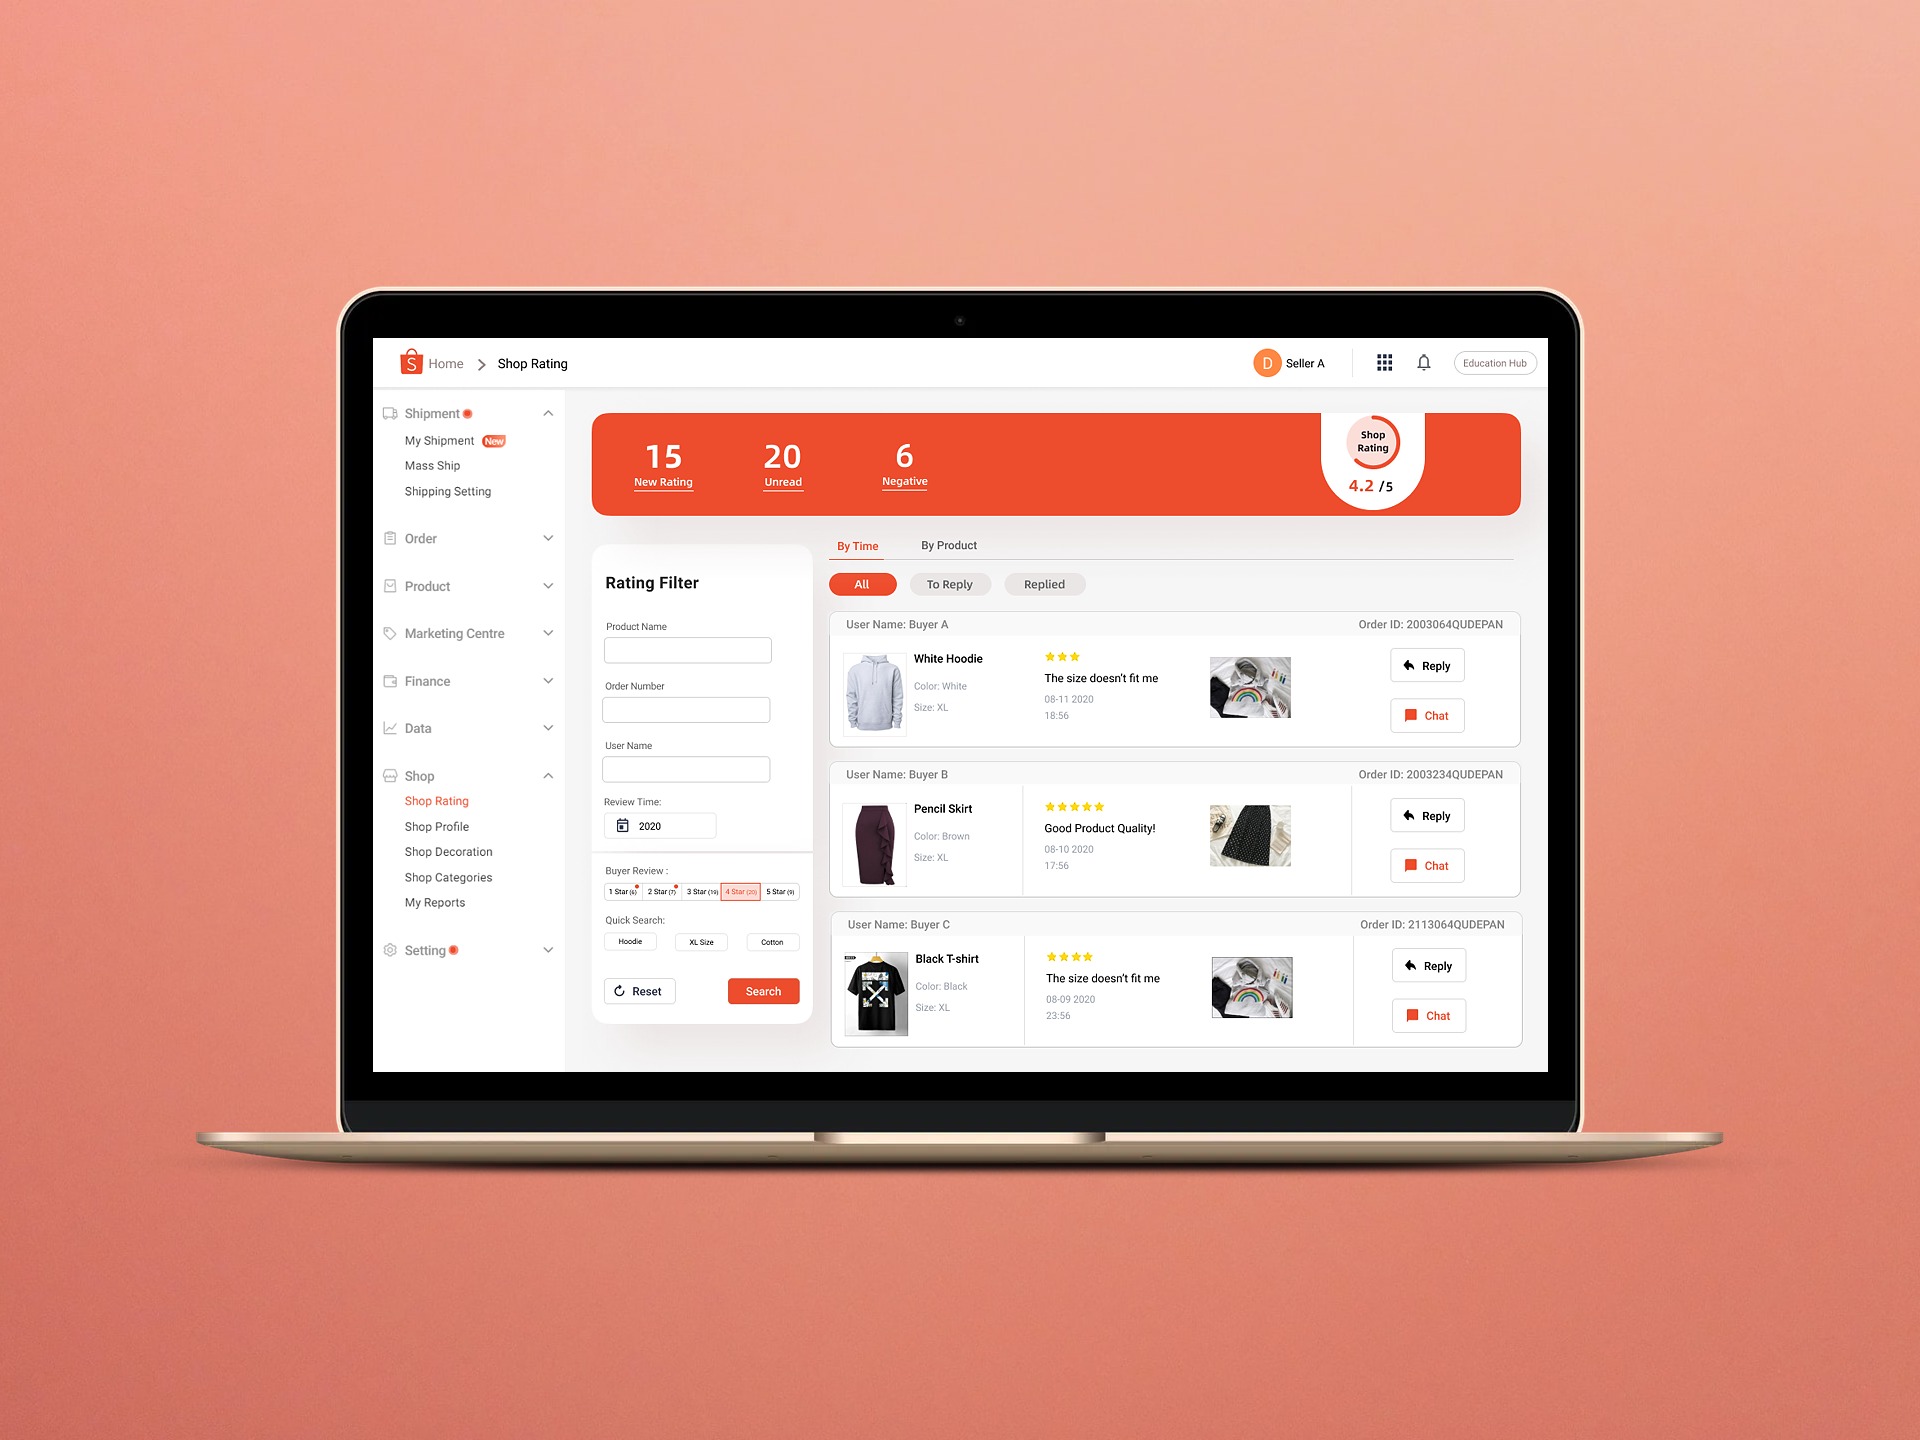 S Home > Shop Rating
D Seller A
Education Hub
Shipment
My Shipment New
Mass Ship
Shipping Setting
Order
Product
Marketing Centre
Finance
Data
Shop
Shop Rating
Shop Profile
Shop Decoration
Shop Categories
My Reports
Setting
15
New Rating
20
Unread
6
Negative
Shop
Rating
4.2 /5
Rating Filter
Product Name
Order Number
User Name
Review Time:
2020
Buyer Review :
1 Star (6) 2 Star (7) 3 Star (19) 4 Star (20) 5 Star (9)
Quick Search:
Hoodie XL Size Cotton
Reset Search
By Time By Product
All To Reply Replied
User Name: Buyer A Order ID: 2003064QUDEPAN
White Hoodie
Color: White
Size: XL
The size doesn't fit me
08-11 2020
18:56
Reply
Chat
User Name: Buyer B Order ID: 2003234QUDEPAN
Pencil Skirt
Color: Brown
Size: XL
Good Product Quality!
08-10 2020
17:56
Reply
Chat
User Name: Buyer C Order ID: 2113064QUDEPAN
Black T-shirt
Color: Black
Size: XL
The size doesn't fit me
08-09 2020
23:56
Reply
Chat